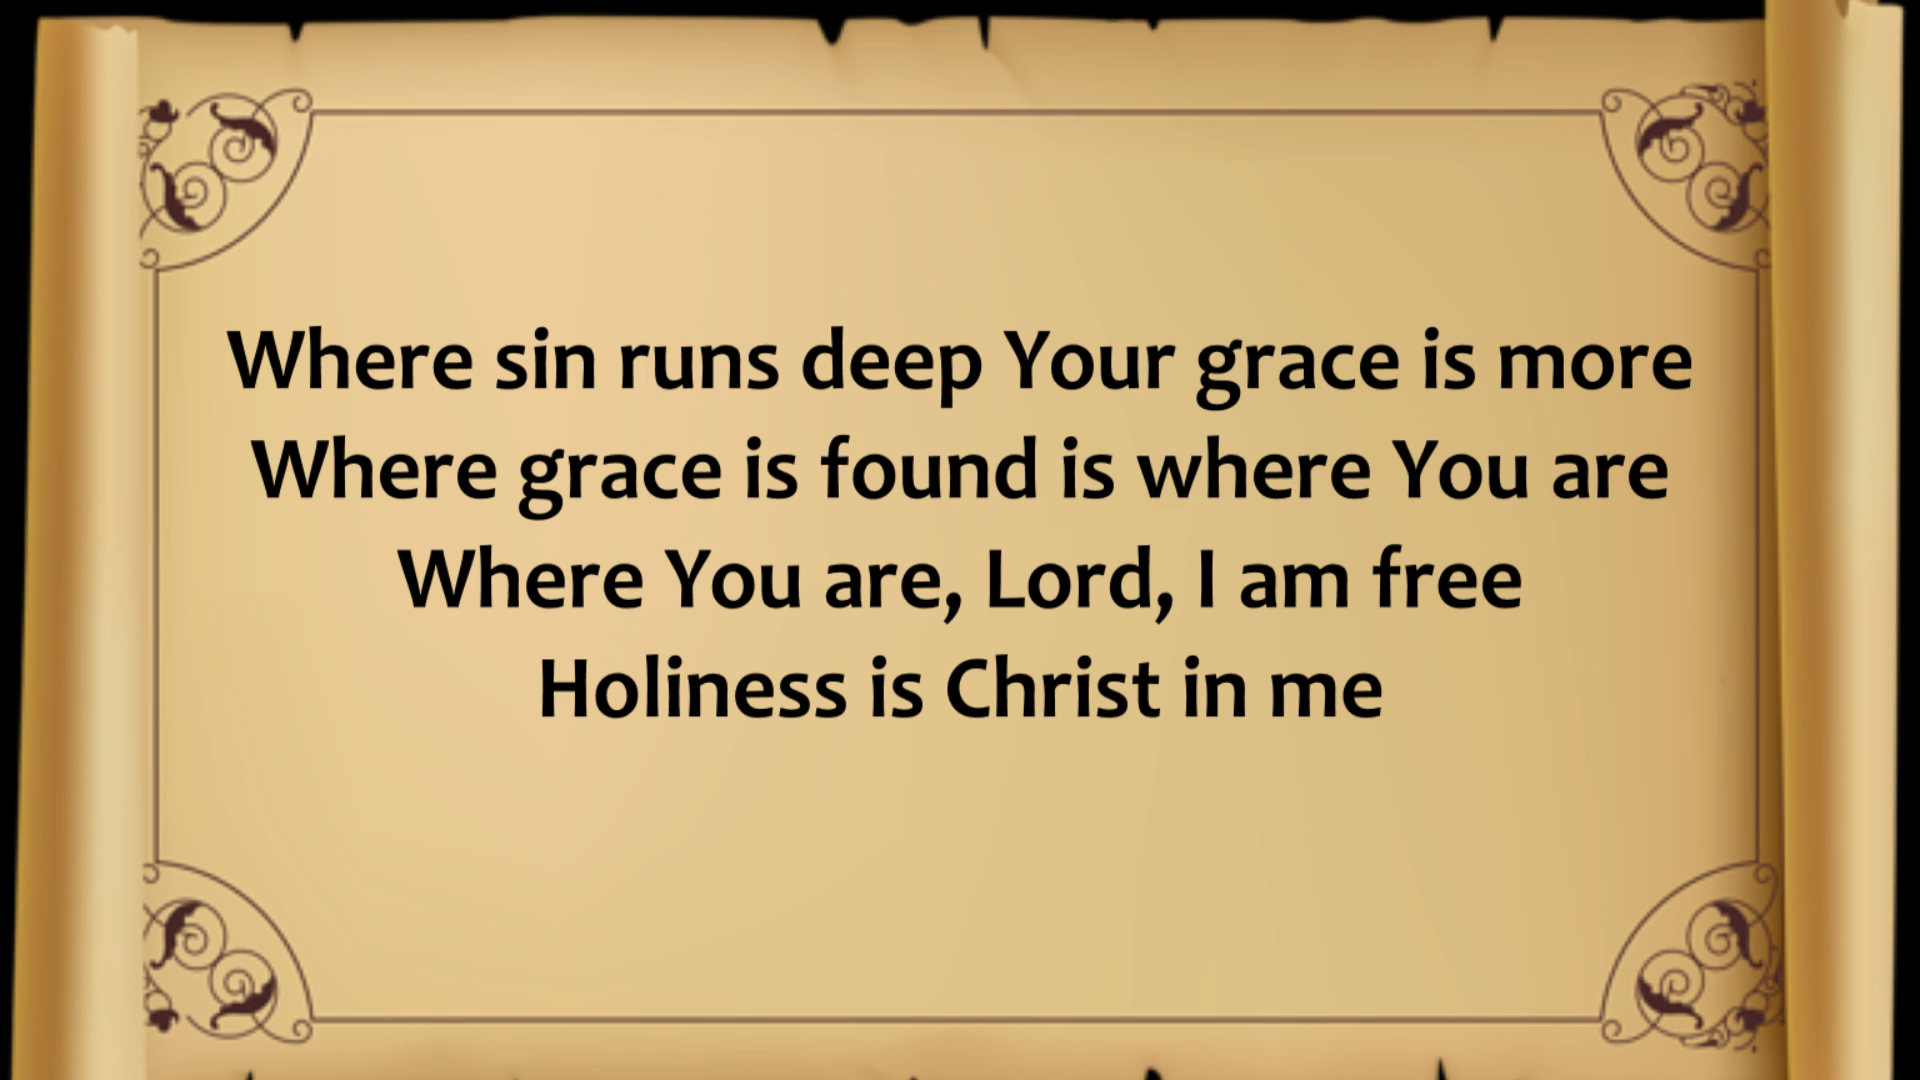 Where sin runs deep Your grace is more
Where grace is found is where You are
Where You are, Lord, I am free
Holiness is Christ in me